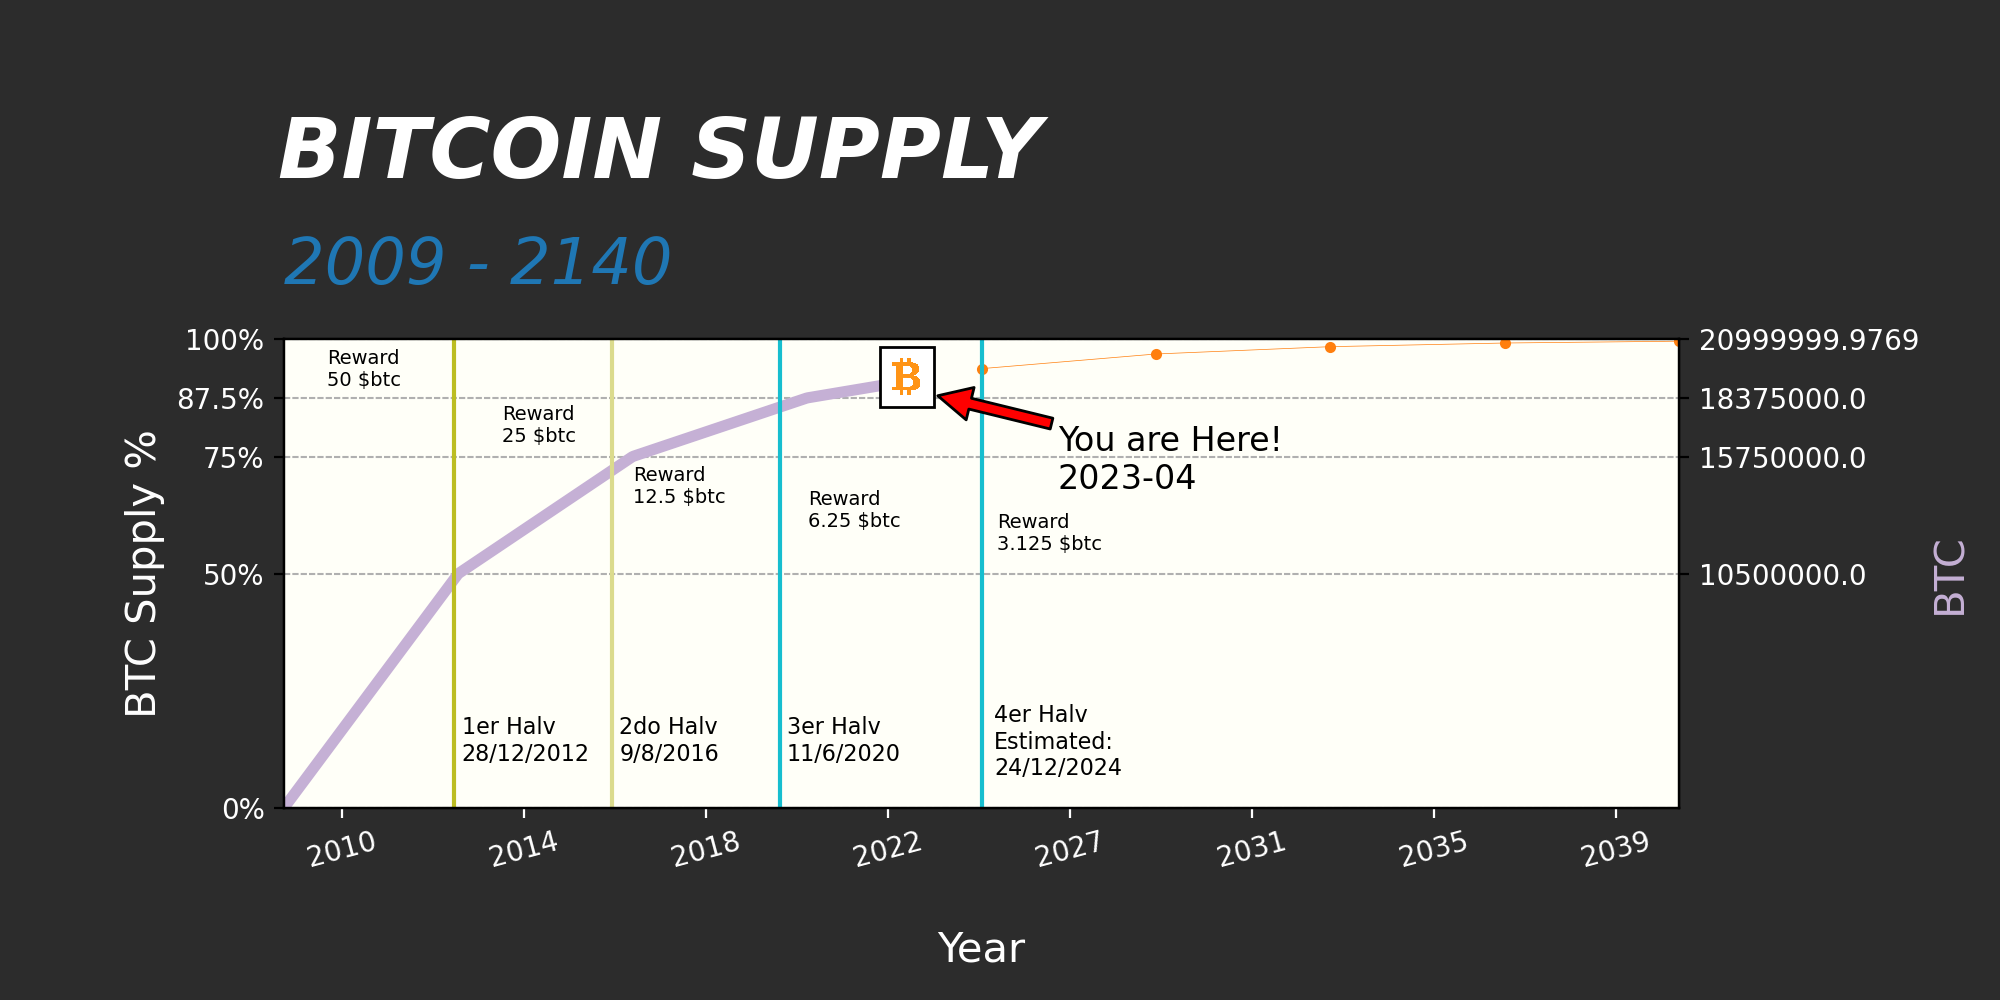 BITCOIN SUPPLY
2009 - 2140
100%
87.5%
75%
50%
0%
BTC Supply %
20999999.9769
18375000.0
15750000.0
10500000.0
BTC
Reward
50 $btc
Reward
25 $btc
Reward
12.5 $btc
Reward
6.25 $btc
Reward
3.125 $btc
You are Here!
2023-04
1er Halv
28/12/2012
2do Halv
9/8/2016
3er Halv
11/6/2020
4er Halv
Estimated:
24/12/2024
2010
2014
2018
2022
2027
2031
2035
2039
Year